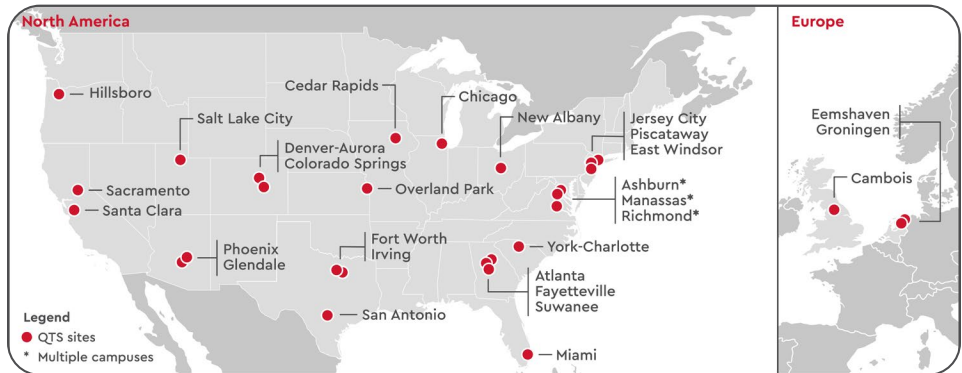 North America
Europe
Hillsboro
Cedar Rapids
Chicago
Salt Lake City
New Albany
Jersey City
Piscataway
East Windsor
Denver-Aurora
Colorado Springs
Sacramento
Santa Clara
Overland Park
Ashburn*
Manassas*
Richmond*
Phoenix
Glendale
Fort Worth
Irving
York-Charlotte
Atlanta
Fayetteville
Suwanee
San Antonio
Miami
Legend
QTS sites
* Multiple campuses
Eemshaven
Groningen
Cambois